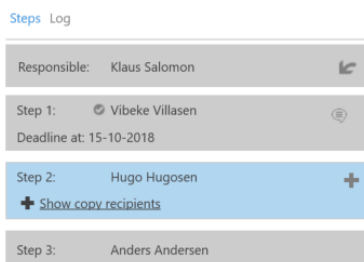 Steps Log
Responsible: Klaus Salomon
Step 1: Vibeke Villasen
Deadline at: 15-10-2018
Step 2: Hugo Hugosen
Show copy recipients
Step 3: Anders Andersen